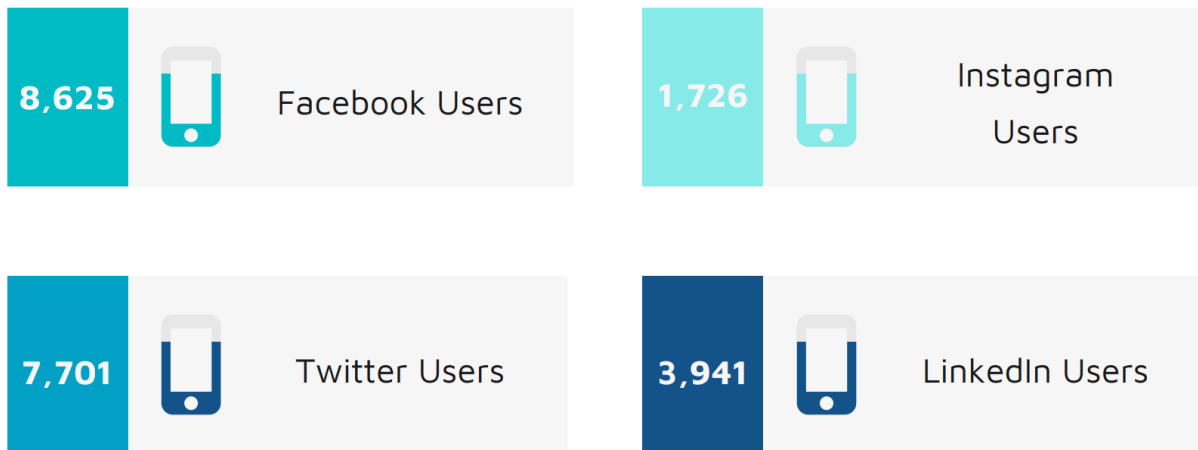 8,625
Facebook Users
1,726
Instagram
Users
7,701
Twitter Users
3,941
LinkedIn Users